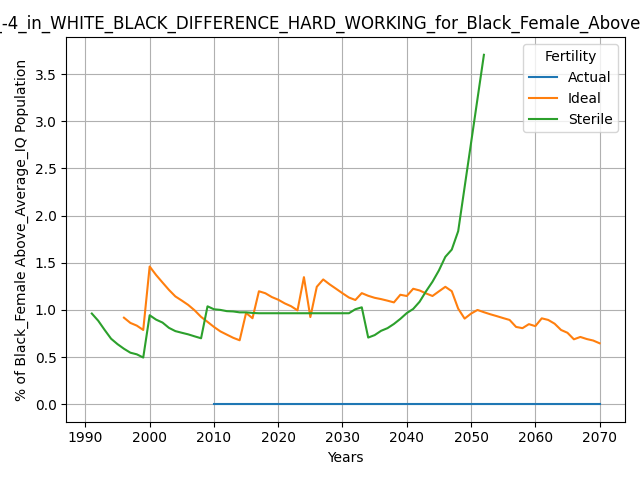 _-4_in_WHITE_BLACK_DIFFERENCE_HARD_WORKING_for_Black_Female_Above
Fertility
Actual
Ideal
Sterile
% of Black_Female Above_Average_IQ Population
3.5
3.0
2.5
2.0
1.5
1.0
0.5
0.0
1990 2000 2010 2020 2030 2040 2050 2060 2070
Years